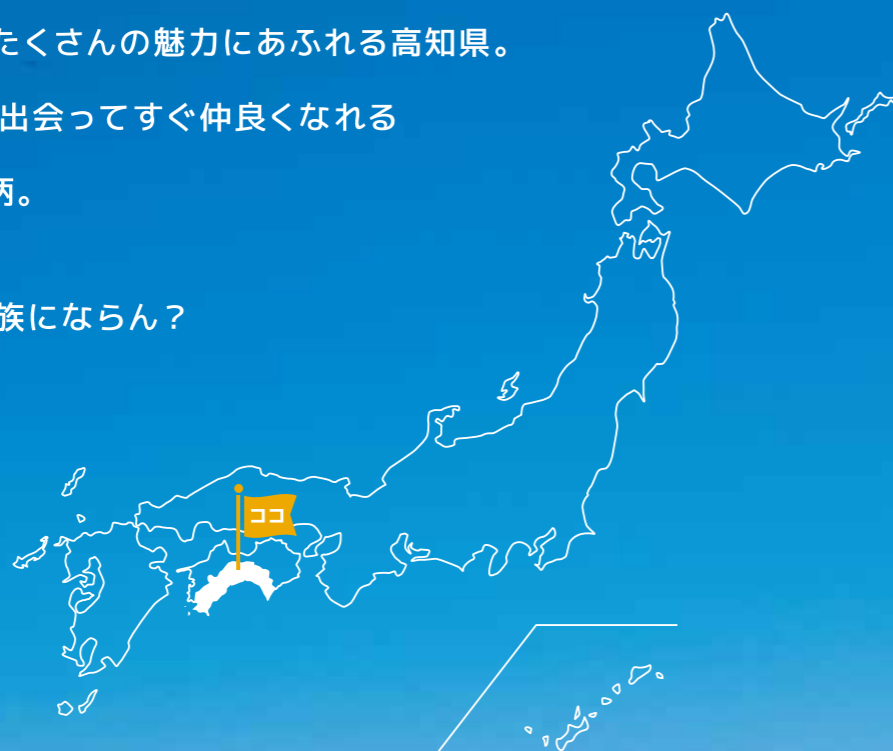 たくさんの魅力にあふれる高知県。
出会ってすぐ仲良くなれる
柄。
族にならん？
ココ